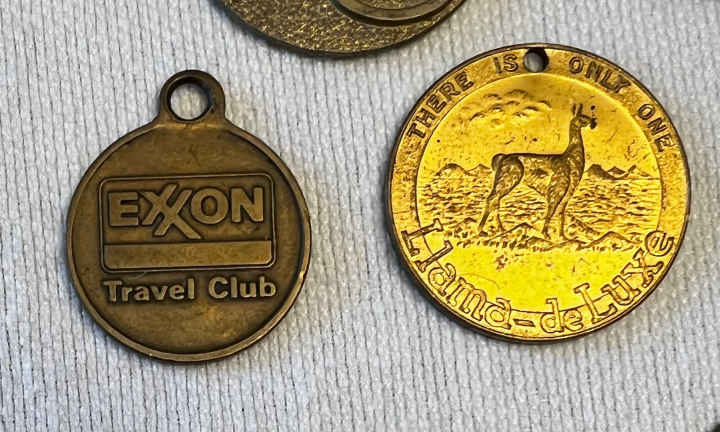 EXXON
Travel Club
THERE IS ONLY ONE
Llama-de Luxe